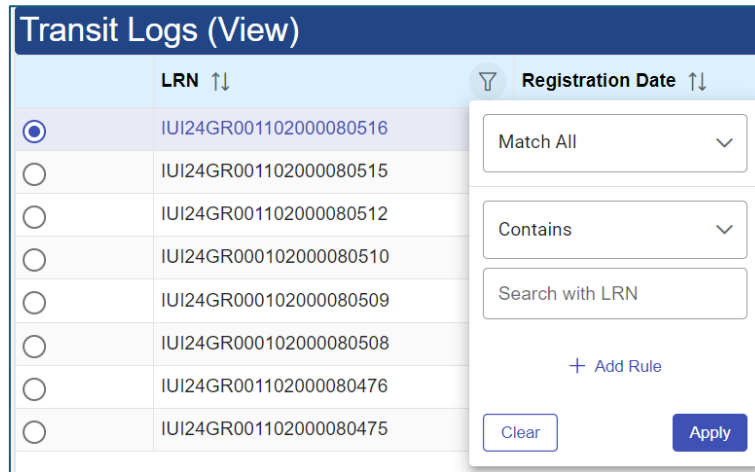 Transit Logs (View)
LRN Registration Date
IUI24GR001102000080516
IUI24GR001102000080515
IUI24GR001102000080512
IUI24GR000102000080510
IUI24GR000102000080509
IUI24GR000102000080508
IUI24GR001102000080476
IUI24GR001102000080475
Match All
Contains
Search with LRN
+ Add Rule
Clear Apply